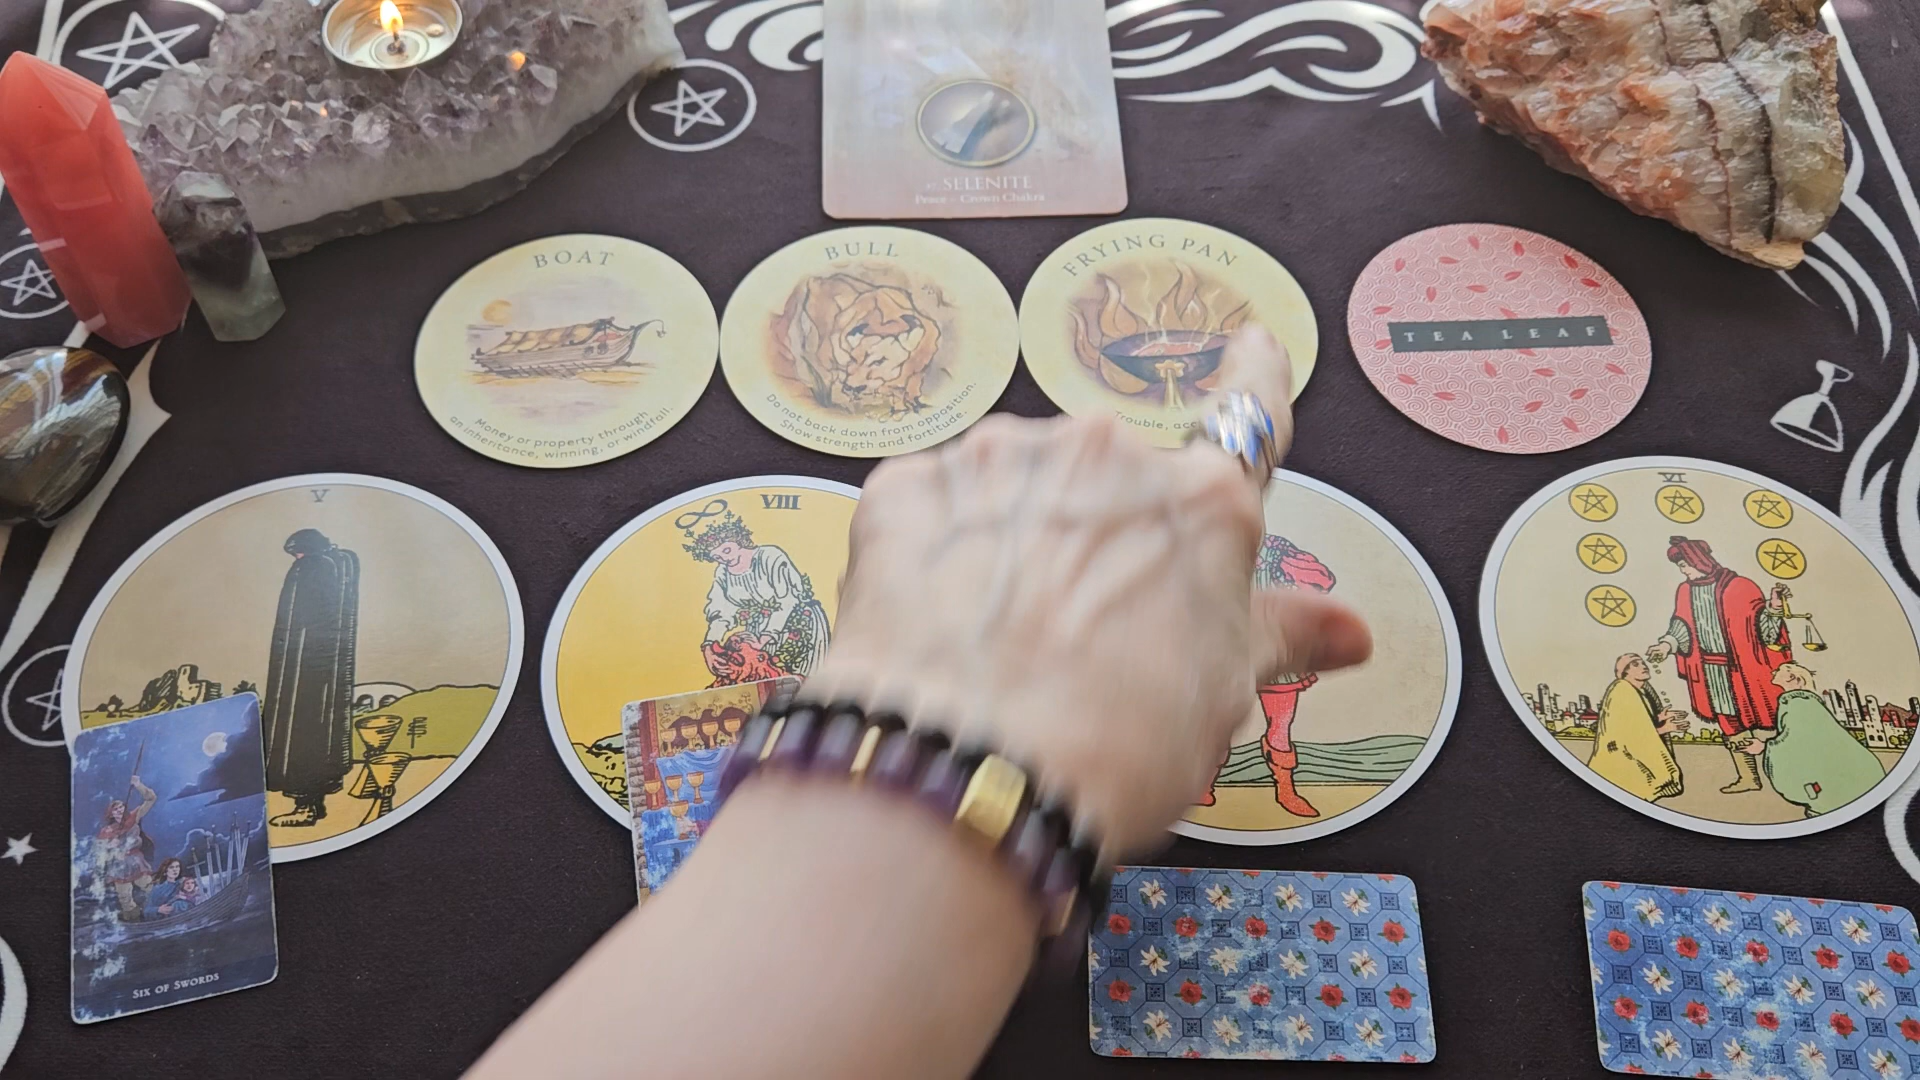 47. SELENITE
Peace ~ Crown Chakra
BOAT
Money or property through
an inheritance, winning, or windfall.
BULL
Do not back down from opposition.
Show strength and fortitude.
FRYING PAN
Trouble,
TEA LEAF
V
VIII
VI
SIX OF SWORDS